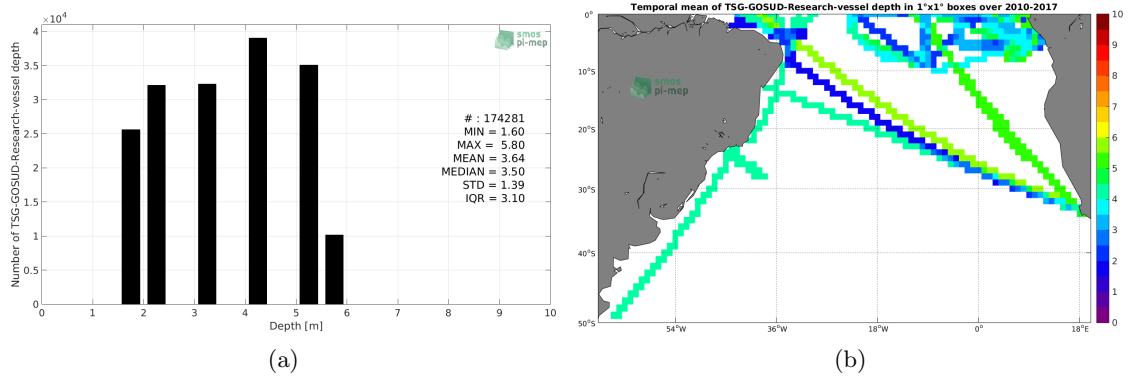 ×10⁴
4
3.5
3
2.5
2
1.5
1
0.5
0
0 1 2 3 4 5 6 7 8 9 10
Depth [m]
Number of TSG-GOSUD-Research-vessel depth
smos
pi-mep
# : 174281
MIN = 1.60
MAX = 5.80
MEAN = 3.64
MEDIAN = 3.50
STD = 1.39
IQR = 3.10
(a)
Temporal mean of TSG-GOSUD-Research-vessel depth in 1°x1° boxes over 2010-2017
0°
10°S
20°S
30°S
40°S
50°S
54°W 36°W 18°W 0° 18°E
smos
pi-mep
10
9
8
7
6
5
4
3
2
1
0
(b)